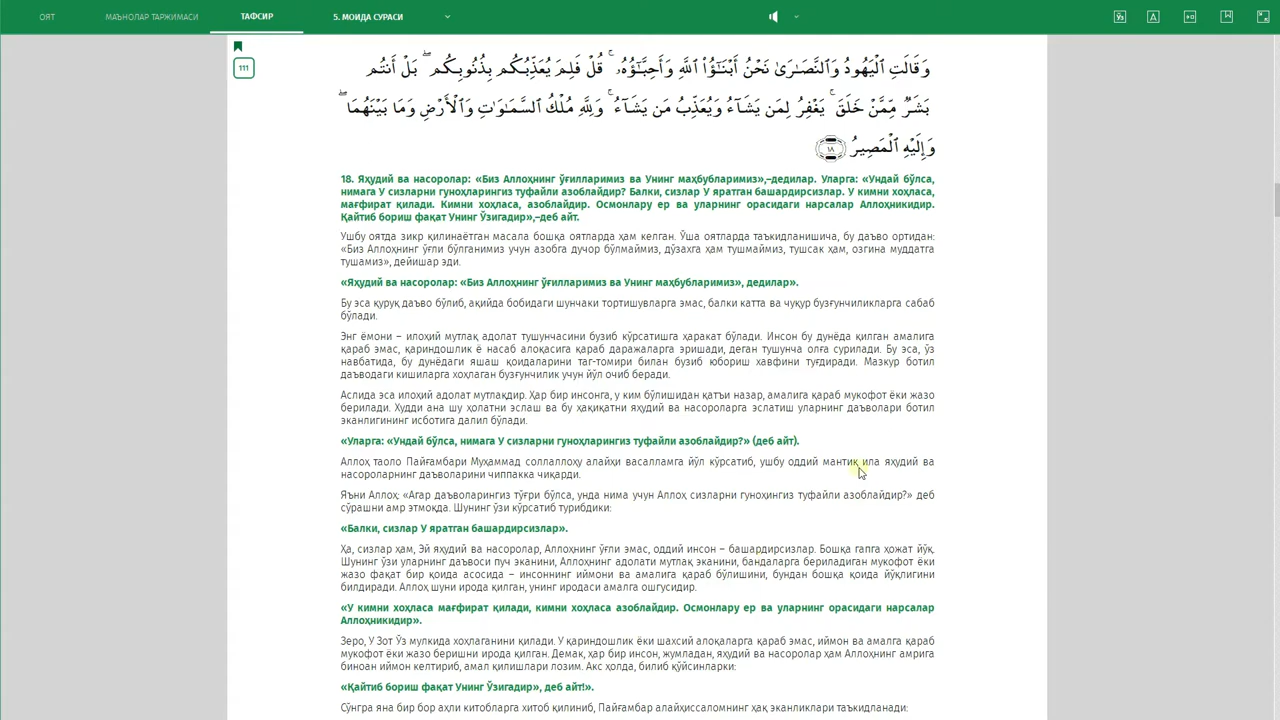 ОЯТ
МАЪНОЛАР ТАРЖИМАСИ
ТАФСИР
5. МОИДА СУРАСИ
Ўз
A
111
وَقَالَتِ ٱلْيَهُودُ وَٱلنَّصَـٰرَىٰ نَحْنُ أَبْنَـٰٓؤُا۟ ٱللَّهِ وَأَحِبَّـٰٓؤُهُۥ ۚ قُلْ فَلِمَ يُعَذِّبُكُم بِذُنُوبِكُم ۖ بَلْ أَنتُم
بَشَرٌ مِّمَّنْ خَلَقَ ۚ يَغْفِرُ لِمَن يَشَآءُ وَيُعَذِّبُ مَن يَشَآءُ ۚ وَلِلَّهِ مُلْكُ ٱلسَّمَـٰوَٰتِ وَٱلْأَرْضِ وَمَا بَيْنَهُمَا ۖ
وَإِلَيْهِ ٱلْمَصِيرُ ١٨
18. Яҳудий ва насоролар: «Биз Аллоҳнинг ўғилларимиз ва Унинг маҳбубларимиз»,–дедилар. Уларга: «Ундай бўлса,
нимага У сизларни гуноҳларингиз туфайли азоблайдир? Балки, сизлар У яратган башардирсизлар. У кимни хоҳласа,
мағфират қилади. Кимни хоҳласа, азоблайдир. Осмонлару ер ва уларнинг орасидаги нарсалар Аллоҳникидир.
Қайтиб бориш фақат Унинг Ўзигадир»,–деб айт.
Ушбу оятда зикр қилинаётган масала бошқа оятларда ҳам келган. Ўша оятларда таъкидланишича, бу даъво ортидан:
«Биз Аллоҳнинг ўғли бўлганимиз учун азобга дучор бўлмаймиз, дўзахга ҳам тушмаймиз, тушсак ҳам, озгина муддатга
тушамиз», дейишар эди.
«Яҳудий ва насоролар: «Биз Аллоҳнинг ўғилларимиз ва Унинг маҳбубларимиз», дедилар».
Бу эса қуруқ даъво бўлиб, ақийда бобидаги шунчаки тортишувларга эмас, балки катта ва чуқур бузғунчиликларга сабаб
бўлади.
Энг ёмони – илоҳий мутлақ адолат тушунчасини бузиб кўрсатишга ҳаракат бўлади. Инсон бу дунёда қилган амалига
қараб эмас, қариндошлик ё насаб алоқасига қараб даражаларга эришади, деган тушунча олға сурилади. Бу эса, ўз
навбатида, бу дунёдаги яшаш қоидаларини таг-томири билан бузиб юбориш хавфини туғдиради. Мазкур ботил
даъводаги кишиларга хоҳлаган бузғунчилик учун йўл очиб беради.
Аслида эса илоҳий адолат мутлақдир. Ҳар бир инсонга, у ким бўлишидан қатъи назар, амалига қараб мукофот ёки жазо
берилади. Худди ана шу ҳолатни эслаш ва бу ҳақиқатни яҳудий ва насороларга эслатиш уларнинг даъволари ботил
эканлигининг исботига далил бўлади.
«Уларга: «Ундай бўлса, нимага У сизларни гуноҳларингиз туфайли азоблайдир?» (деб айт).
Аллоҳ таоло Пайғамбари Муҳаммад соллаллоҳу алайҳи васалламга йўл кўрсатиб, ушбу оддий мантиқ ила яҳудий ва
насороларнинг даъволарини чиппакка чиқарди.
Яъни Аллоҳ: «Агар даъволарингиз тўғри бўлса, унда нима учун Аллоҳ сизларни гуноҳингиз туфайли азоблайдир?» деб
сўрашни амр этмоқда. Шунинг ўзи кўрсатиб турибдики:
«Балки, сизлар У яратган башардирсизлар».
Ҳа, сизлар ҳам, Эй яҳудий ва насоролар, Аллоҳнинг ўғли эмас, оддий инсон – башардирсизлар. Бошқа гапга ҳожат йўқ.
Шунинг ўзи уларнинг даъвоси пуч эканини, Аллоҳнинг адолати мутлақ эканини, бандаларга бериладиган мукофот ёки
жазо фақат бир қоида асосида – инсоннинг иймони ва амалига қараб бўлишини, бундан бошқа қоида йўқлигини
билдиради. Аллоҳ шуни ирода қилган, унинг иродаси амалга ошгусидир.
«У кимни хоҳласа мағфират қилади, кимни хоҳласа азоблайдир. Осмонлару ер ва уларнинг орасидаги нарсалар
Аллоҳникидир».
Зеро, У Зот Ўз мулкида хоҳлаганини қилади. У қариндошлик ёки шахсий алоқаларга қараб эмас, иймон ва амалга қараб
мукофот ёки жазо беришни ирода қилган. Демак, ҳар бир инсон, жумладан, яҳудий ва насоролар ҳам Аллоҳнинг амрига
биноан иймон келтириб, амал қилишлари лозим. Акс ҳолда, билиб қўйсинларки:
«Қайтиб бориш фақат Унинг Ўзигадир», деб айт!».
Сўнгра яна бир бор аҳли китобларга хитоб қилиниб, Пайғамбар алайҳиссаломнинг ҳақ эканликлари таъкидланади: